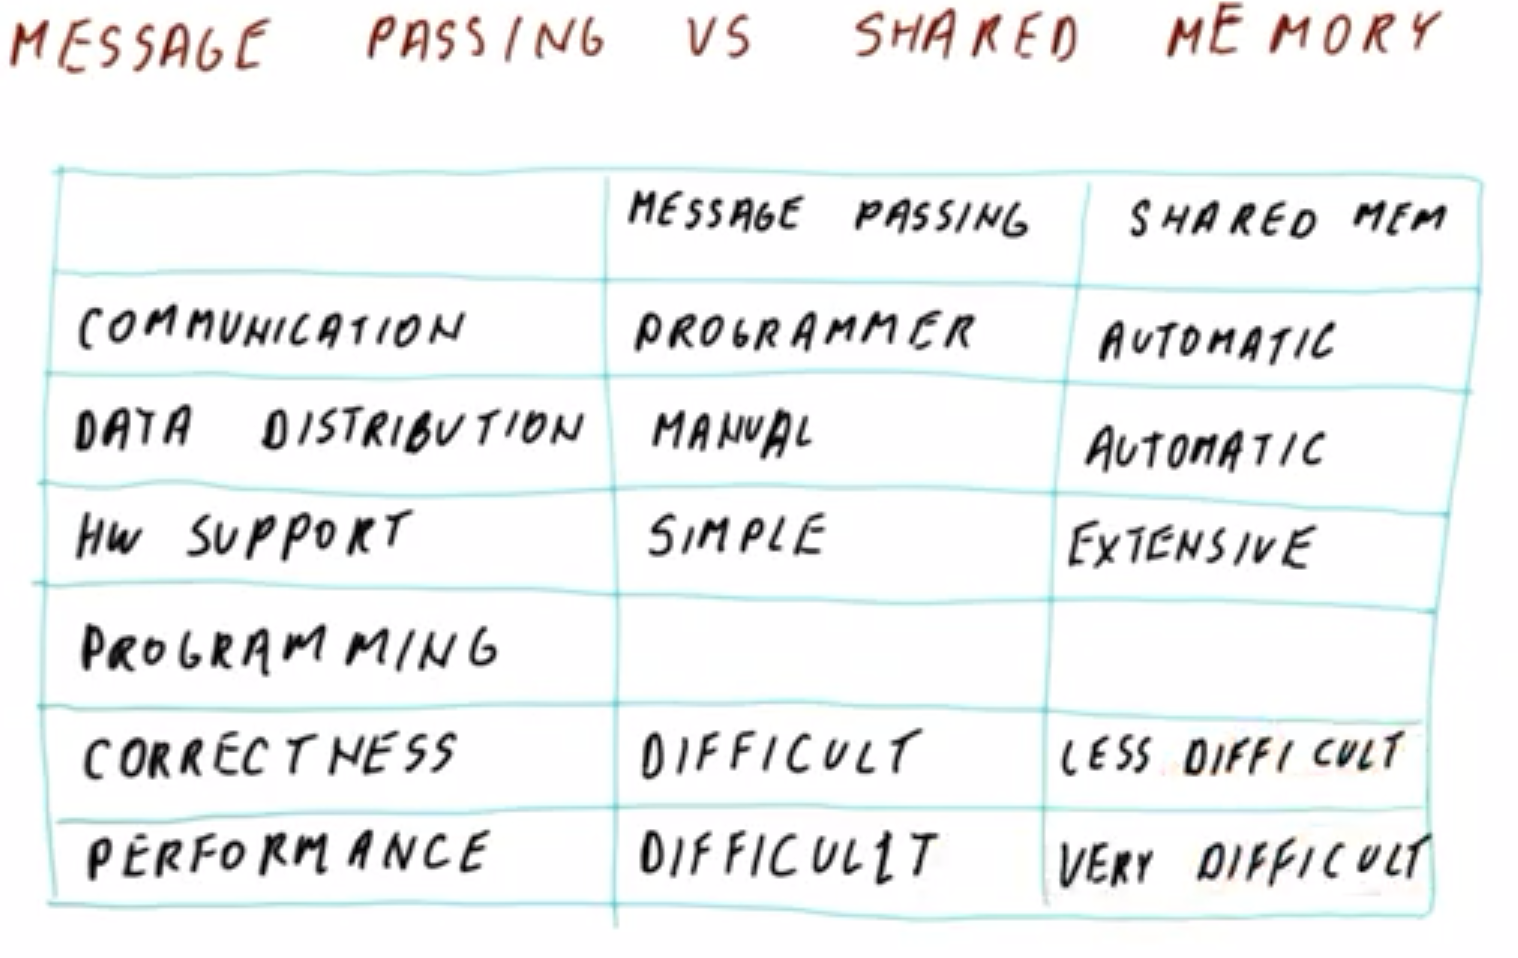 MESSAGE PASSING VS SHARED MEMORY
MESSAGE PASSING SHARED MEM
COMMUNICATION PROGRAMMER AUTOMATIC
DATA DISTRIBUTION MANUAL AUTOMATIC
HW SUPPORT SIMPLE EXTENSIVE
PROGRAMMING
CORRECTNESS DIFFICULT LESS DIFFICULT
PERFORMANCE DIFFICULT VERY DIFFICULT